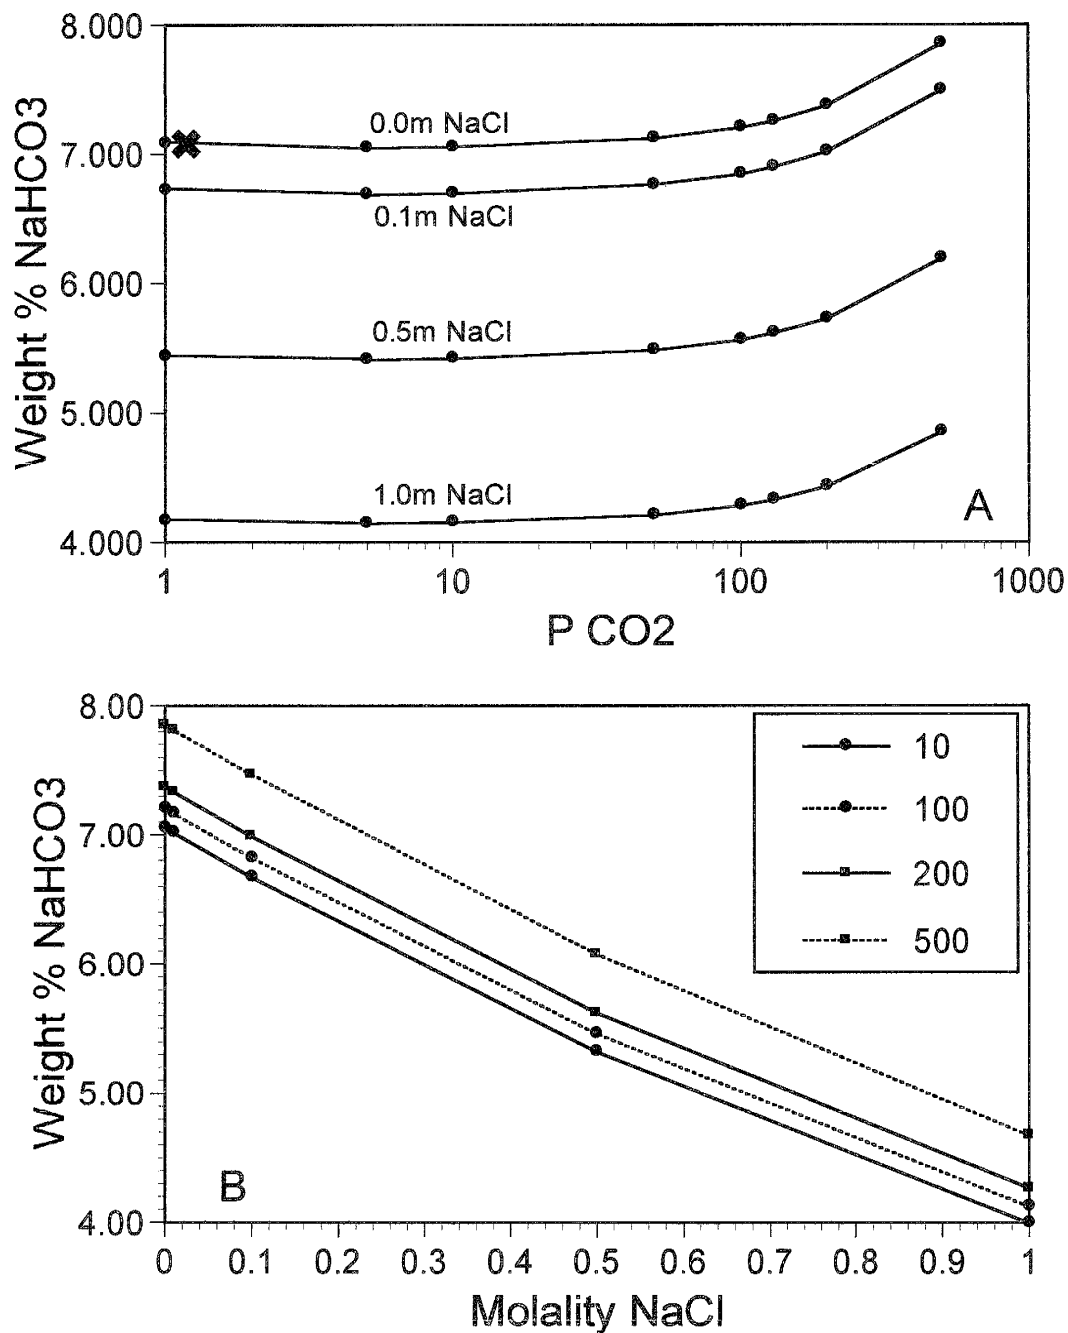 8.000
7.000
6.000
5.000
4.000
Weight % NaHCO3
0.0m NaCl
0.1m NaCl
0.5m NaCl
1.0m NaCl
A
1 10 100 1000
P CO2
8.00
7.00
6.00
5.00
4.00
Weight % NaHCO3
10
100
200
500
B
0 0.1 0.2 0.3 0.4 0.5 0.6 0.7 0.8 0.9 1
Molality NaCl